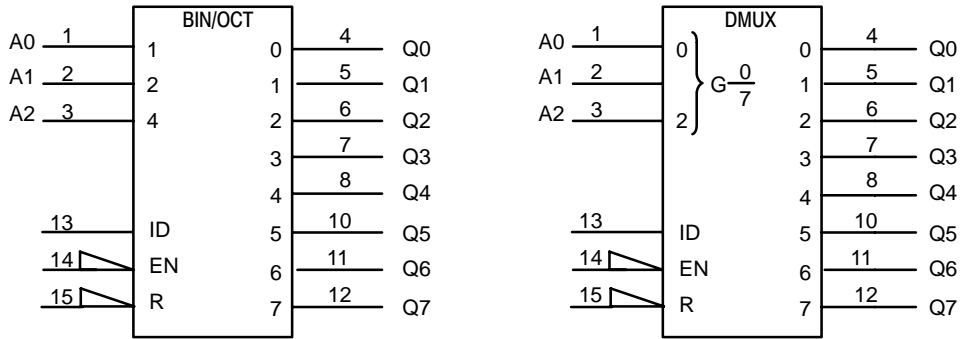 BIN/OCT
A0 1 1 0 4 Q0
A1 2 2 1 5 Q1
A2 3 4 2 6 Q2
3 7 Q3
4 8 Q4
13 ID 5 10 Q5
14 EN 6 11 Q6
15 R 7 12 Q7
DMUX
A0 1 0 0 4 Q0
A1 2 G 0/7 1 5 Q1
A2 3 2 2 6 Q2
3 7 Q3
4 8 Q4
13 ID 5 10 Q5
14 EN 6 11 Q6
15 R 7 12 Q7